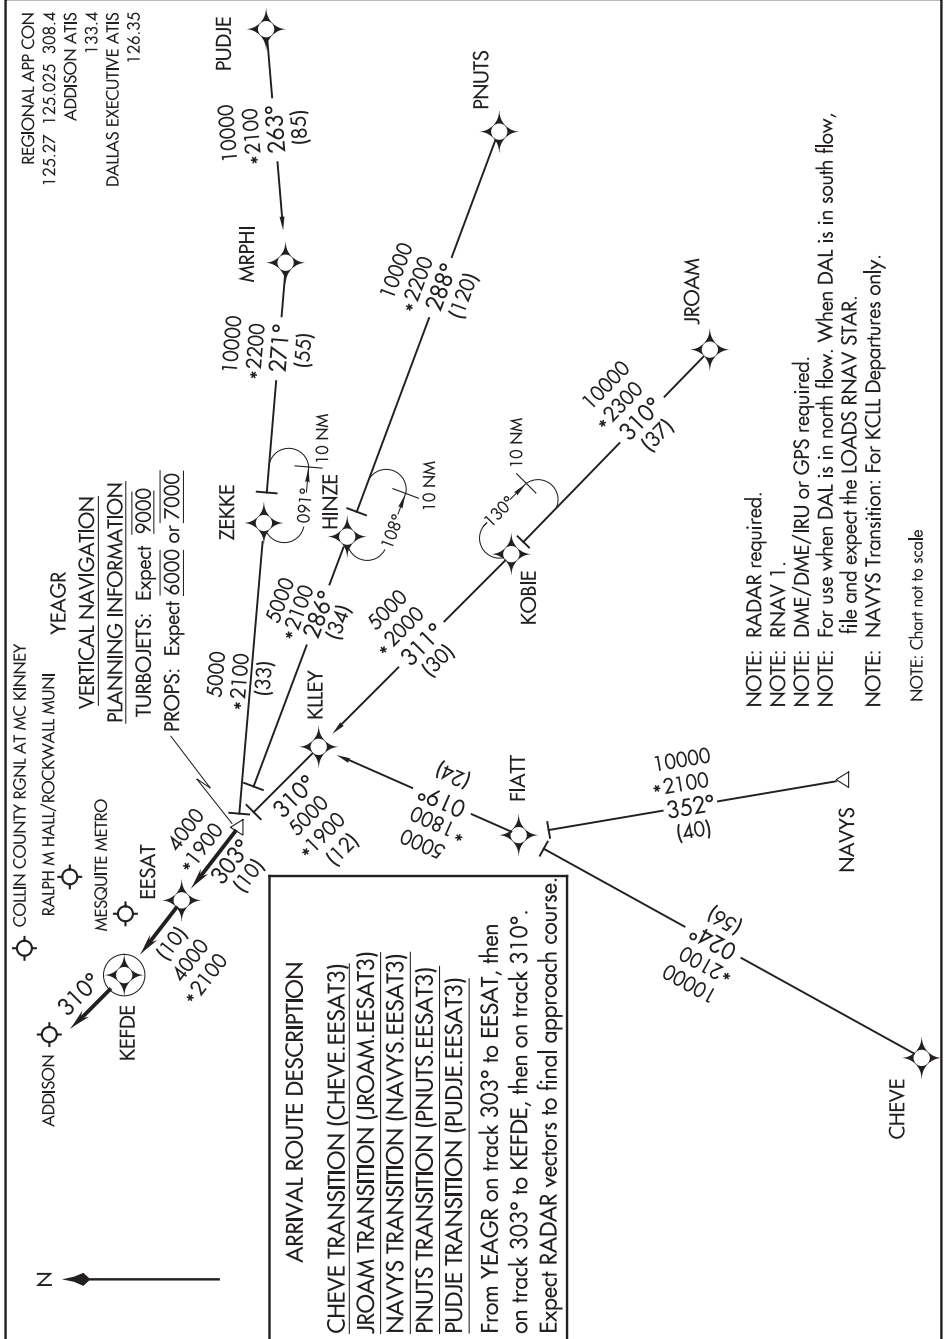 REGIONAL APP CON
125.27 125.025 308.4
ADDISON ATIS
133.4
DALLAS EXECUTIVE ATIS
126.35
COLLIN COUNTY RGNL AT MC KINNEY
RALPH M HALL/ROCKWALL MUNI
MESQUITE METRO
ADDISON
YEAGR
VERTICAL NAVIGATION
PLANNING INFORMATION
TURBOJETS: Expect 9000
PROPS: Expect 6000 or 7000
N
310°
KEFDE
(10)
4000
*2100
EESAT
4000
*1900
303°
(10)
5000
*2100
(33)
ZEKKE
091°
10 NM
10000
*2200
271°
(55)
MRPHI
10000
*2100
263°
(85)
PUDJE
5000
*2100
286°
(34)
HINZE
108°
10 NM
10000
*2200
288°
(120)
PNUTS
310°
5000
*1900
(12)
KLLEY
5000
*2000
311°
(30)
KOBIE
130°
10 NM
10000
*2300
310°
(37)
JROAM
(24)
019°
*
1800
5000
FIATT
10000
*2100
352°
(40)
NAVYS
(56)
024°
*2100
10000
CHEVE
ARRIVAL ROUTE DESCRIPTION
CHEVE TRANSITION (CHEVE.EESAT3)
JROAM TRANSITION (JROAM.EESAT3)
NAVYS TRANSITION (NAVYS.EESAT3)
PNUTS TRANSITION (PNUTS.EESAT3)
PUDJE TRANSITION (PUDJE.EESAT3)
From YEAGR on track 303° to EESAT, then
on track 303° to KEFDE, then on track 310°.
Expect RADAR vectors to final approach course.
NOTE: RADAR required.
NOTE: RNAV 1.
NOTE: DME/DME/IRU or GPS required.
NOTE: For use when DAL is in north flow. When DAL is in south flow,
file and expect the LOADS RNAV STAR.
NOTE: NAVYS Transition: For KCLL Departures only.
NOTE: Chart not to scale